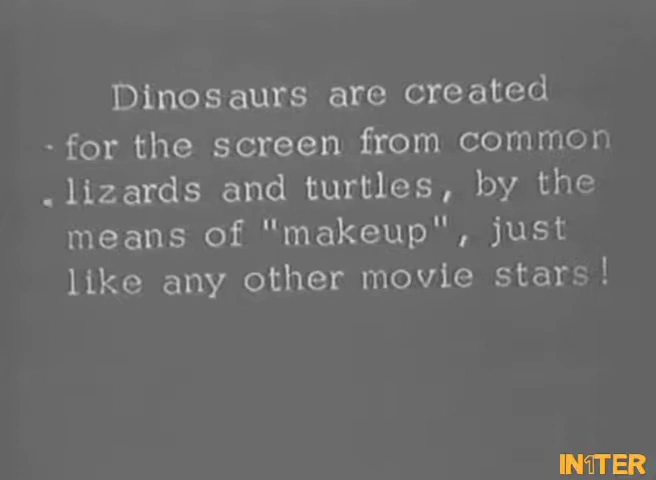 Dinosaurs are created
for the screen from common
lizards and turtles, by the
means of "makeup", just
like any other movie stars!
IN1TER